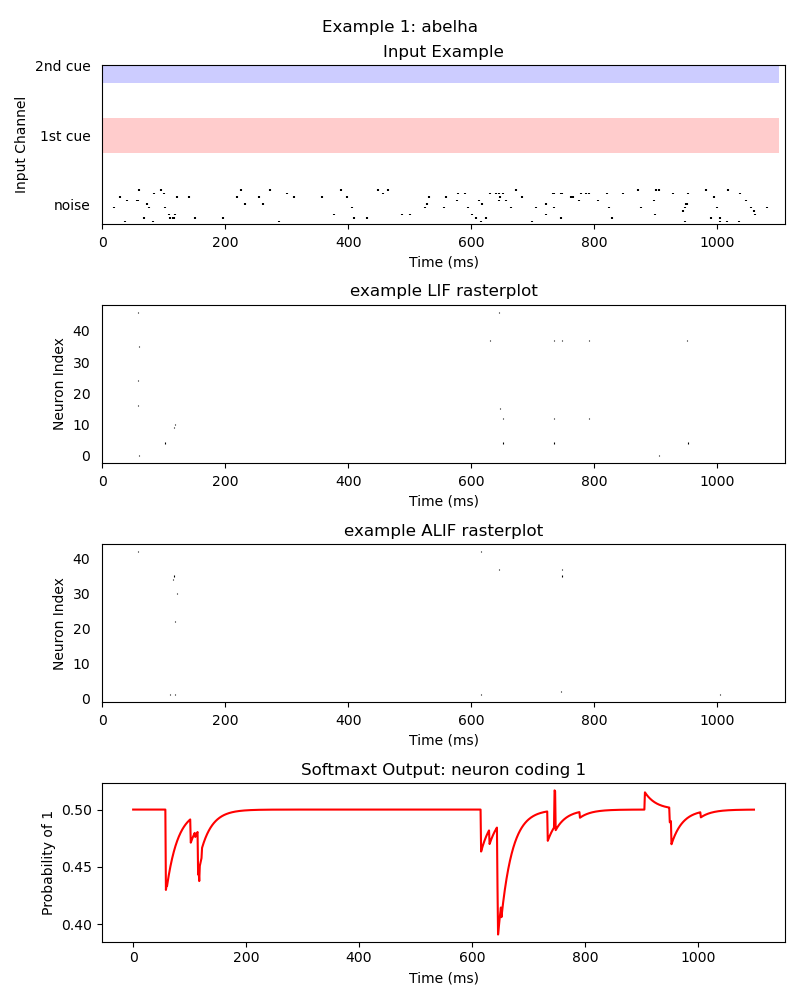 Example 1: abelha
Input Example
2nd cue
1st cue
noise
Input Channel
0 200 400 600 800 1000
Time (ms)
example LIF rasterplot
40
30
20
10
0
Neuron Index
0 200 400 600 800 1000
Time (ms)
example ALIF rasterplot
40
30
20
10
0
Neuron Index
0 200 400 600 800 1000
Time (ms)
Softmaxt Output: neuron coding 1
0.50
0.45
0.40
Probability of 1
0 200 400 600 800 1000
Time (ms)